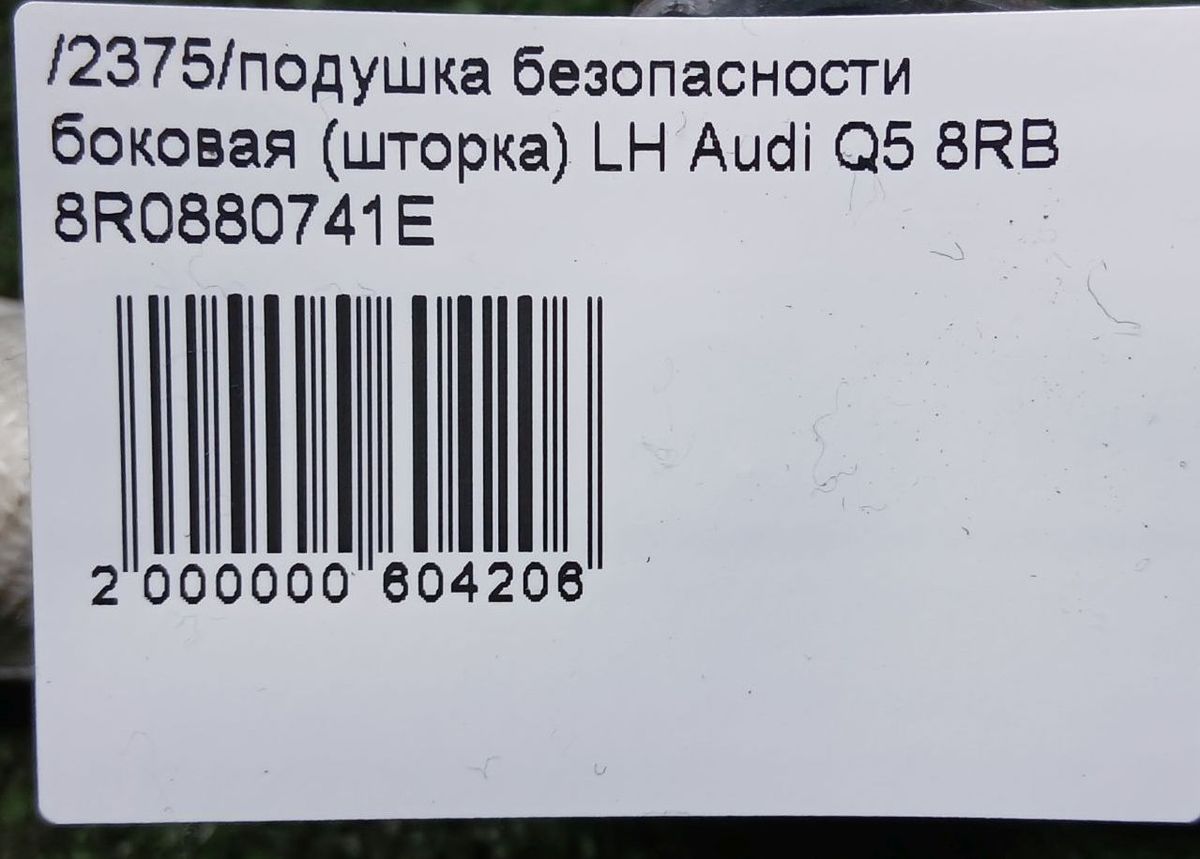 /2375/подушка безопасности
боковая (шторка) LH Audi Q5 8RB
8R0880741E
2 000000 604206